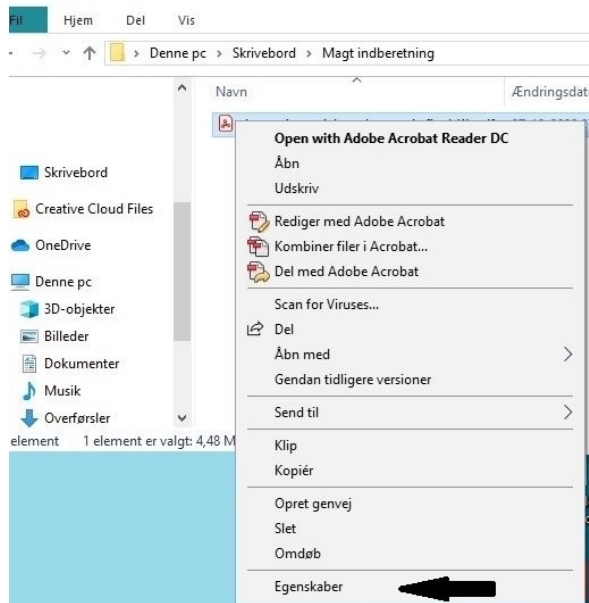 Fil Hjem Del Vis
Denne pc > Skrivebord > Magt indberetning
Navn Ændringsdat
Open with Adobe Acrobat Reader DC
Åbn
Udskriv
Skrivebord
Creative Cloud Files
OneDrive
Denne pc
3D-objekter
Billeder
Dokumenter
Musik
Overførsler
element 1 element er valgt: 4,48 M
Rediger med Adobe Acrobat
Kombiner filer i Acrobat...
Del med Adobe Acrobat
Scan for Viruses...
Del
Åbn med
Gendan tidligere versioner
Send til
Klip
Kopiér
Opret genvej
Slet
Omdøb
Egenskaber